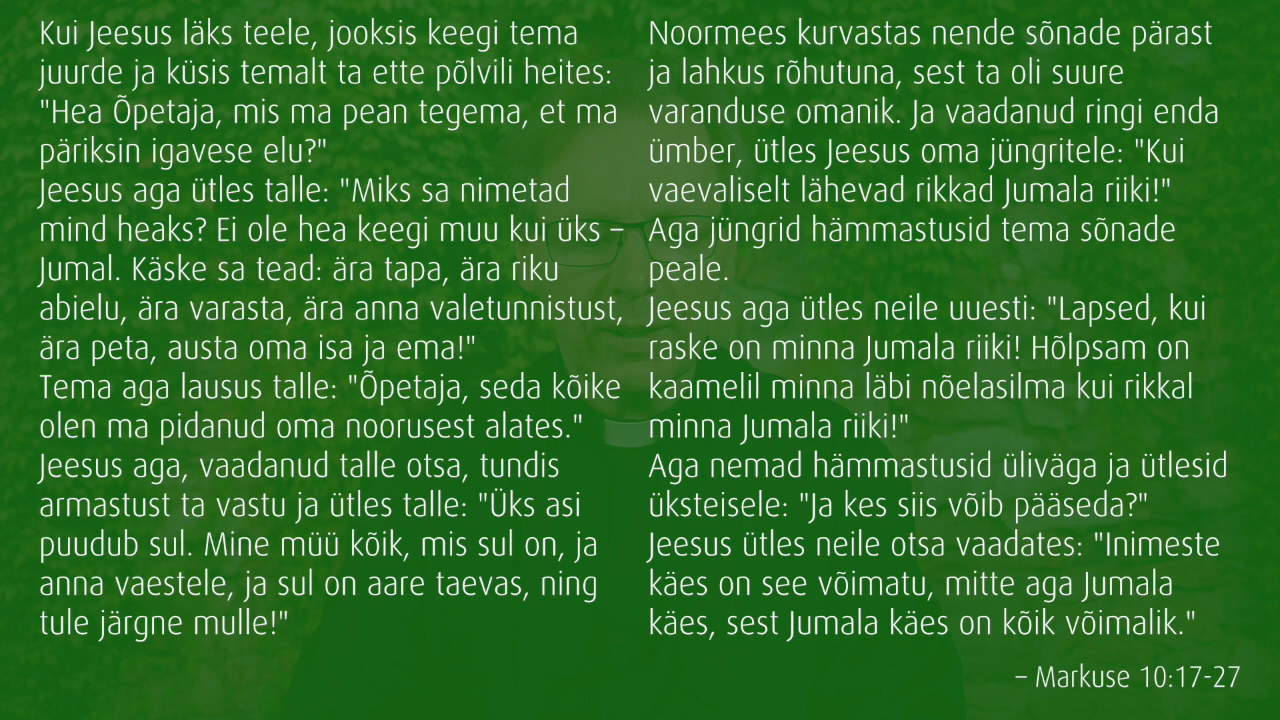 Kui Jeesus läks teele, jooksis keegi tema
juurde ja küsis temalt ta ette põlvili heites:
"Hea Õpetaja, mis ma pean tegema, et ma
päriksin igavese elu?"
Jeesus aga ütles talle: "Miks sa nimetad
mind heaks? Ei ole hea keegi muu kui üks –
Jumal. Käske sa tead: ära tapa, ära riku
abielu, ära varasta, ära anna valetunnistust,
ära peta, austa oma isa ja ema!"
Tema aga lausus talle: "Õpetaja, seda kõike
olen ma pidanud oma noorusest alates."
Jeesus aga, vaadanud talle otsa, tundis
armastust ta vastu ja ütles talle: "Üks asi
puudub sul. Mine müü kõik, mis sul on, ja
anna vaestele, ja sul on aare taevas, ning
tule järgne mulle!"
Noormees kurvastas nende sõnade pärast
ja lahkus rõhutuna, sest ta oli suure
varanduse omanik. Ja vaadanud ringi enda
ümber, ütles Jeesus oma jüngritele: "Kui
vaevaliselt lähevad rikkad Jumala riiki!"
Aga jüngrid hämmastusid tema sõnade
peale.
Jeesus aga ütles neile uuesti: "Lapsed, kui
raske on minna Jumala riiki! Hõlpsam on
kaamelil minna läbi nõelasilma kui rikkal
minna Jumala riiki!"
Aga nemad hämmastusid üliväga ja ütlesid
üksteisele: "Ja kes siis võib pääseda?"
Jeesus ütles neile otsa vaadates: "Inimeste
käes on see võimatu, mitte aga Jumala
käes, sest Jumala käes on kõik võimalik."
– Markuse 10:17-27